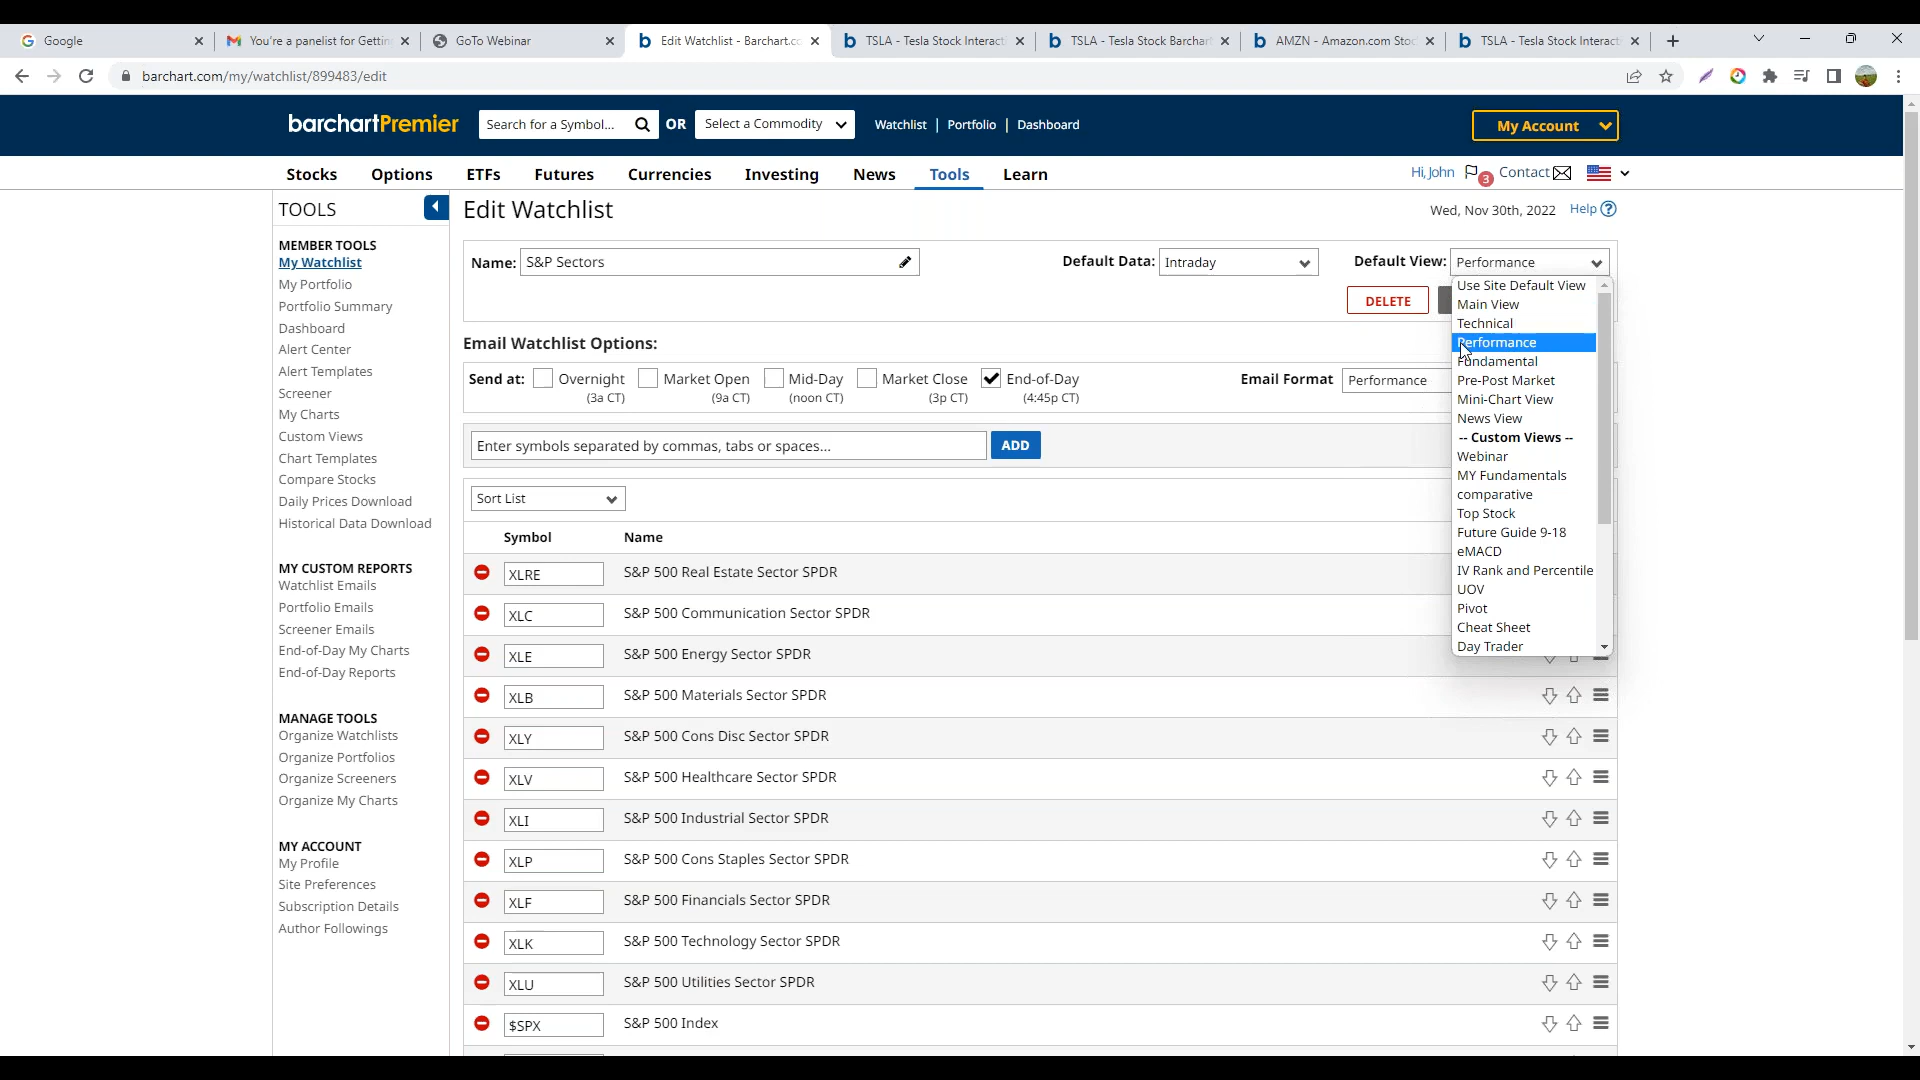 Google
You're a panelist for Gettin
GoTo Webinar
Edit Watchlist - Barchart.co
TSLA - Tesla Stock Interacti
TSLA - Tesla Stock Barchart
AMZN - Amazon.com Stoc
TSLA - Tesla Stock Interact
barchart.com/my/watchlist/899483/edit
barchartPremier
Search for a Symbol...
OR
Select a Commodity
Watchlist | Portfolio | Dashboard
My Account
Stocks Options ETFs Futures Currencies Investing News Tools Learn
Hi, John 3 Contact
TOOLS
Edit Watchlist
Wed, Nov 30th, 2022 Help ?
MEMBER TOOLS
My Watchlist
My Portfolio
Portfolio Summary
Dashboard
Alert Center
Alert Templates
Screener
My Charts
Custom Views
Chart Templates
Compare Stocks
Daily Prices Download
Historical Data Download
MY CUSTOM REPORTS
Watchlist Emails
Portfolio Emails
Screener Emails
End-of-Day My Charts
End-of-Day Reports
MANAGE TOOLS
Organize Watchlists
Organize Portfolios
Organize Screeners
Organize My Charts
MY ACCOUNT
My Profile
Site Preferences
Subscription Details
Author Followings
Name: S&P Sectors
Default Data: Intraday
Default View: Performance
DELETE
Use Site Default View
Main View
Technical
Performance
Fundamental
Pre-Post Market
Mini-Chart View
News View
-- Custom Views --
Webinar
MY Fundamentals
comparative
Top Stock
Future Guide 9-18
eMACD
IV Rank and Percentile
UOV
Pivot
Cheat Sheet
Day Trader
Email Watchlist Options:
Send at: Overnight Market Open Mid-Day Market Close End-of-Day
(3a CT) (9a CT) (noon CT) (3p CT) (4:45p CT)
Email Format Performance
Enter symbols separated by commas, tabs or spaces...
ADD
Sort List
Symbol Name
XLRE S&P 500 Real Estate Sector SPDR
XLC S&P 500 Communication Sector SPDR
XLE S&P 500 Energy Sector SPDR
XLB S&P 500 Materials Sector SPDR
XLY S&P 500 Cons Disc Sector SPDR
XLV S&P 500 Healthcare Sector SPDR
XLI S&P 500 Industrial Sector SPDR
XLP S&P 500 Cons Staples Sector SPDR
XLF S&P 500 Financials Sector SPDR
XLK S&P 500 Technology Sector SPDR
XLU S&P 500 Utilities Sector SPDR
$SPX S&P 500 Index